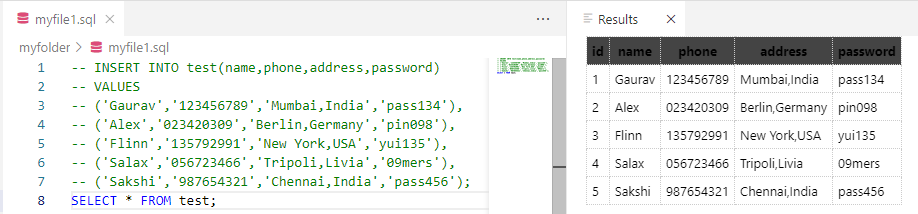 myfile1.sql
myfolder > myfile1.sql
1 -- INSERT INTO test(name,phone,address,password)
2 -- VALUES
3 -- ('Gaurav','123456789','Mumbai,India','pass134'),
4 -- ('Alex','023420309','Berlin,Germany','pin098'),
5 -- ('Flinn','135792991','New York,USA','yui135'),
6 -- ('Salax','056723466','Tripoli,Livia','09mers'),
7 -- ('Sakshi','987654321','Chennai,India','pass456');
8 SELECT * FROM test;
Results
id name phone address password
1 Gaurav 123456789 Mumbai,India pass134
2 Alex 023420309 Berlin,Germany pin098
3 Flinn 135792991 New York,USA yui135
4 Salax 056723466 Tripoli,Livia 09mers
5 Sakshi 987654321 Chennai,India pass456